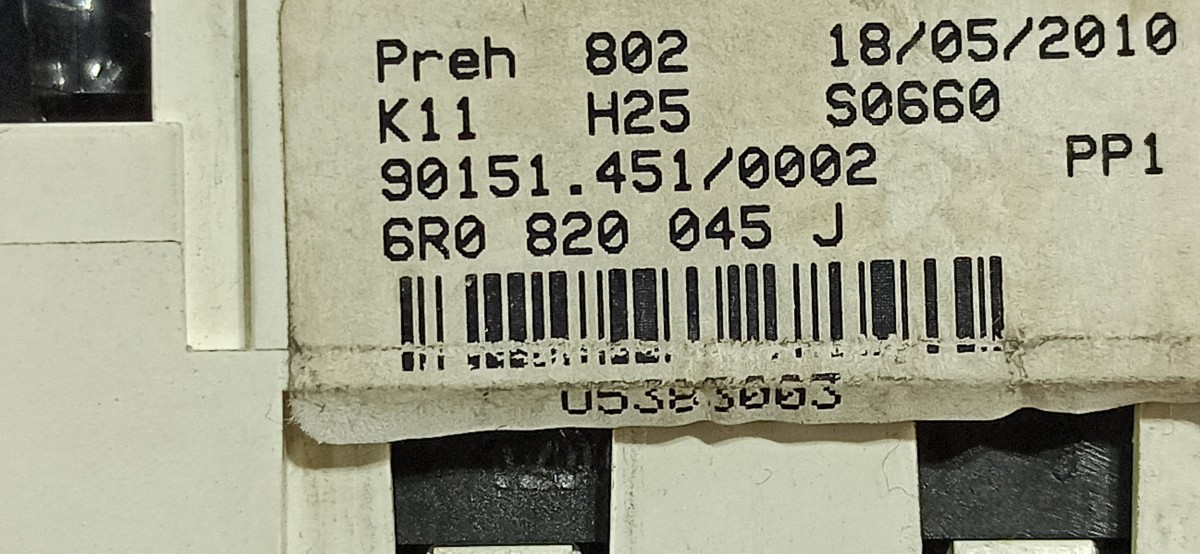 Preh 802 18/05/2010
K11 H25 S0660
90151.451/0002 PP1
6R0 820 045 J